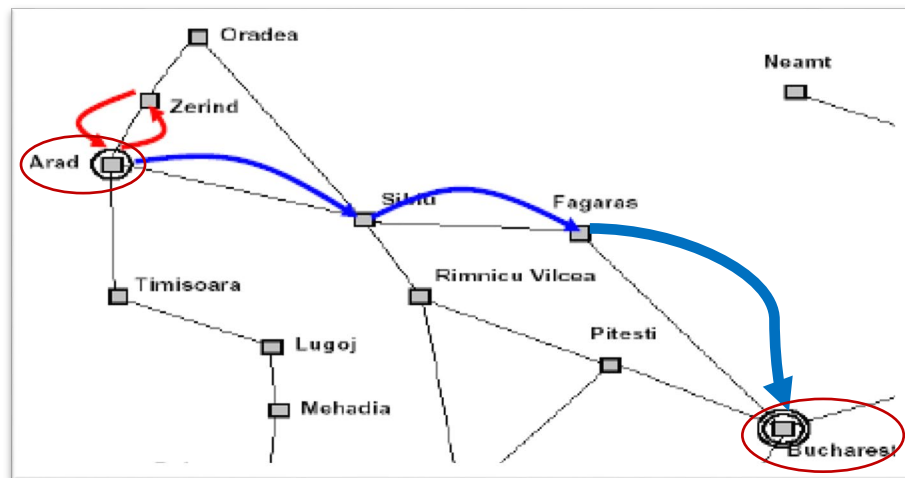 Oradea
Neamt
Zerind
Arad
Sibiu
Fagaras
Timisoara
Rimnicu Vilcea
Lugoj
Pitesti
Mehadia
Bucharest